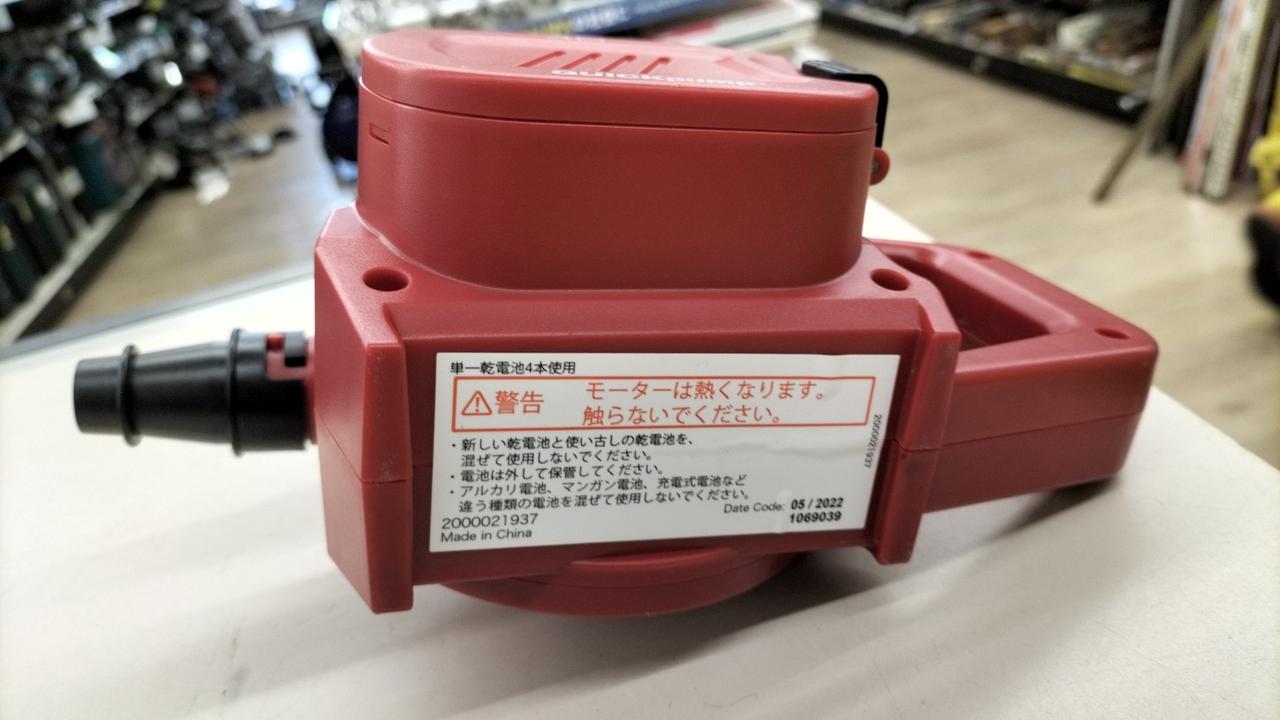 QUICKpump
単一乾電池4本使用
警告
モーターは熱くなります。
触らないでください。
・新しい乾電池と使い古しの乾電池を、
混ぜて使用しないでください。
・電池は外して保管してください。
・アルカリ電池、マンガン電池、充電式電池など
違う種類の電池を混ぜて使用しないでください。
2000021937
Made in China
Date Code: 05 / 2022
1069039
2000021937